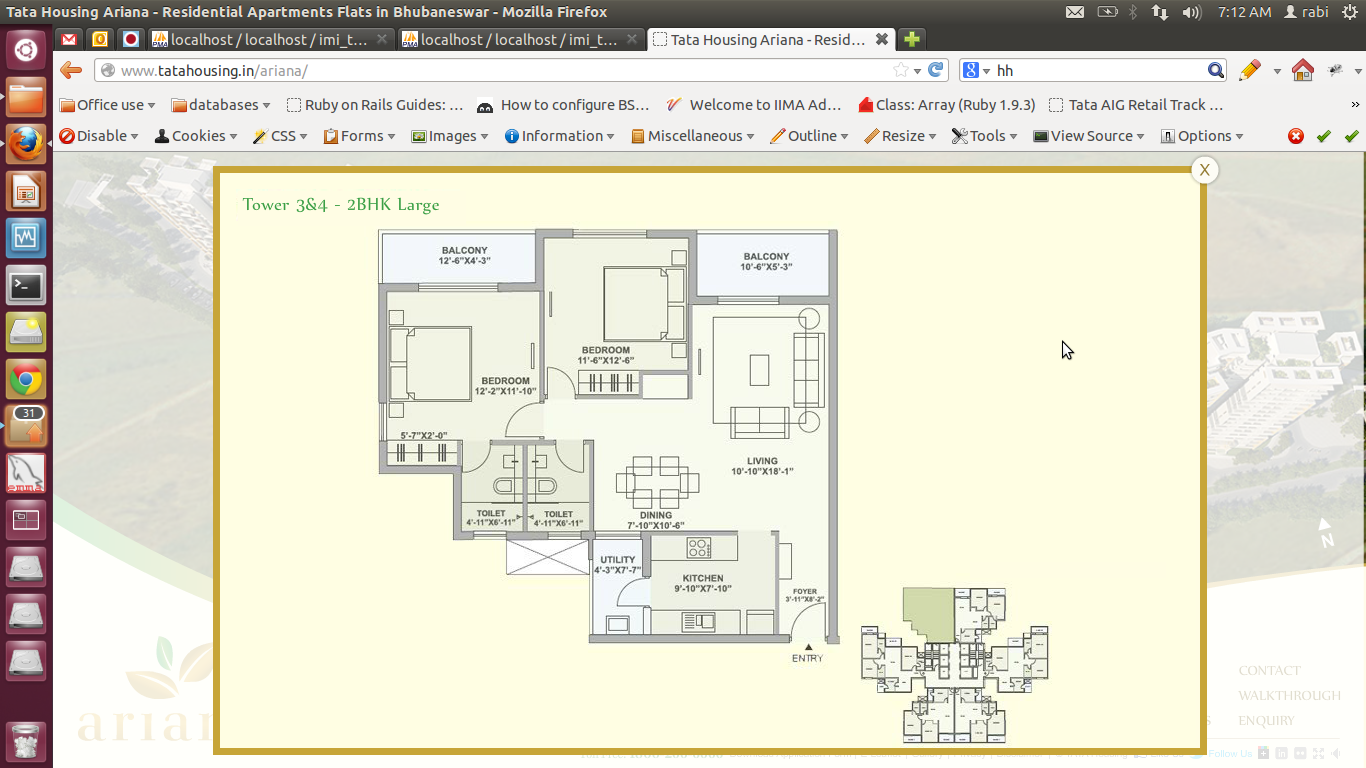 Tata Housing Ariana - Residential Apartments Flats in Bhubaneswar - Mozilla Firefox
7:12 AM
rabi
localhost / localhost / imi_t...
localhost / localhost / imi_t...
Tata Housing Ariana - Resid...
www.tatahousing.in/ariana/
hh
Office use
databases
Ruby on Rails Guides: ...
How to configure BS...
Welcome to IIMA Ad...
Class: Array (Ruby 1.9.3)
Tata AIG Retail Track ...
»
Disable
Cookies
CSS
Forms
Images
Information
Miscellaneous
Outline
Resize
Tools
View Source
Options
X
Tower 3&4 - 2BHK Large
BALCONY
12'-6"X4'-3"
BALCONY
10'-6"X5'-3"
BEDROOM
11'-6"X12'-6"
BEDROOM
12'-2"X11'-10"
5'-7"X2'-0"
LIVING
10'-10"X18'-1"
TOILET
4'-11"X6'-11"
TOILET
4'-11"X6'-11"
DINING
7'-10"X10'-6"
UTILITY
4'-3"X7'-7"
KITCHEN
9'-10"X7'-10"
FOYER
3'-11"X8'-2"
ENTRY
N
31
CONTACT
WALKTHROUGH
ENQUIRY
Follow Us